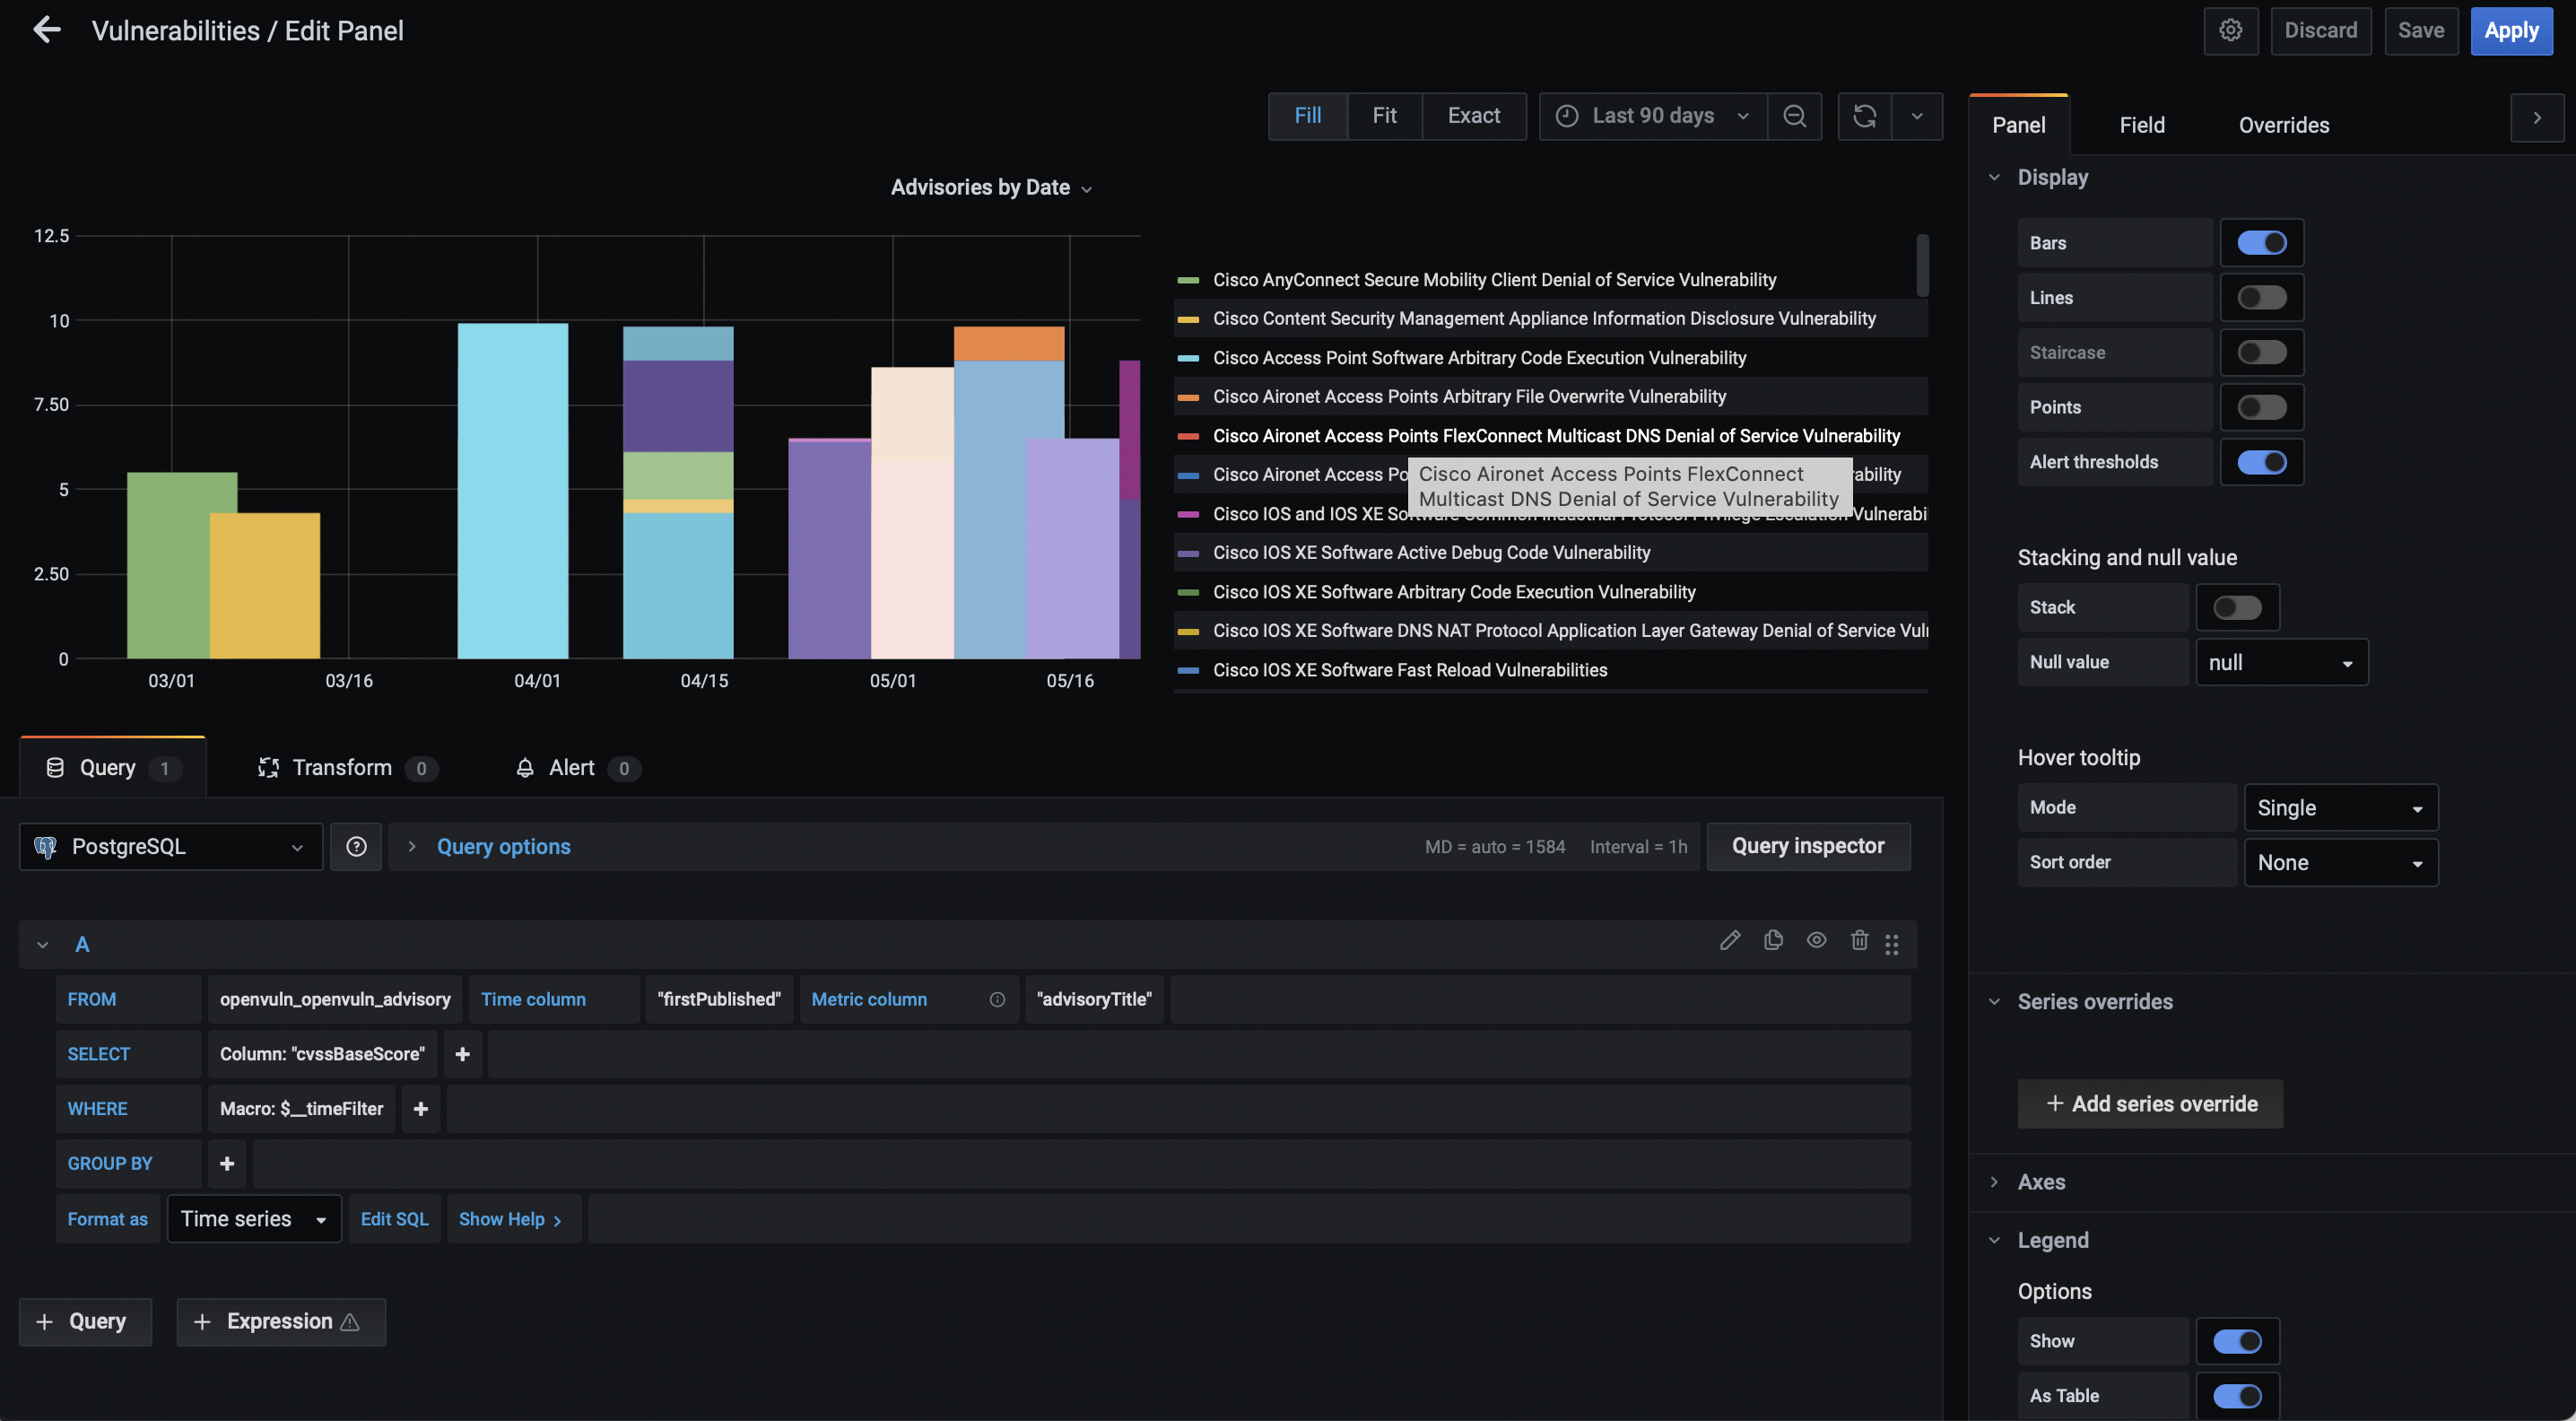 Vulnerabilities / Edit Panel
Discard
Save
Apply
Fill
Fit
Exact
Last 90 days
Panel
Field
Overrides
Advisories by Date
12.5
10
7.50
5
2.50
0
03/01
03/16
04/01
04/15
05/01
05/16
Cisco AnyConnect Secure Mobility Client Denial of Service Vulnerability
Cisco Content Security Management Appliance Information Disclosure Vulnerability
Cisco Access Point Software Arbitrary Code Execution Vulnerability
Cisco Aironet Access Points Arbitrary File Overwrite Vulnerability
Cisco Aironet Access Points FlexConnect Multicast DNS Denial of Service Vulnerability
Cisco Aironet Access Po
rability
Cisco Aironet Access Points FlexConnect
Multicast DNS Denial of Service Vulnerability
Cisco IOS and IOS XE Software Common Industrial Protocol Privilege Escalation Vulnerabi
Cisco IOS XE Software Active Debug Code Vulnerability
Cisco IOS XE Software Arbitrary Code Execution Vulnerability
Cisco IOS XE Software DNS NAT Protocol Application Layer Gateway Denial of Service Vul
Cisco IOS XE Software Fast Reload Vulnerabilities
Query 1
Transform 0
Alert 0
PostgreSQL
Query options
MD = auto = 1584
Interval = 1h
Query inspector
A
FROM
openvuln_openvuln_advisory
Time column
"firstPublished"
Metric column
"advisoryTitle"
SELECT
Column: "cvssBaseScore"
+
WHERE
Macro: $__timeFilter
+
GROUP BY
+
Format as
Time series
Edit SQL
Show Help >
+ Query
+ Expression
Display
Bars
Lines
Staircase
Points
Alert thresholds
Stacking and null value
Stack
Null value
null
Hover tooltip
Mode
Single
Sort order
None
Series overrides
+ Add series override
Axes
Legend
Options
Show
As Table